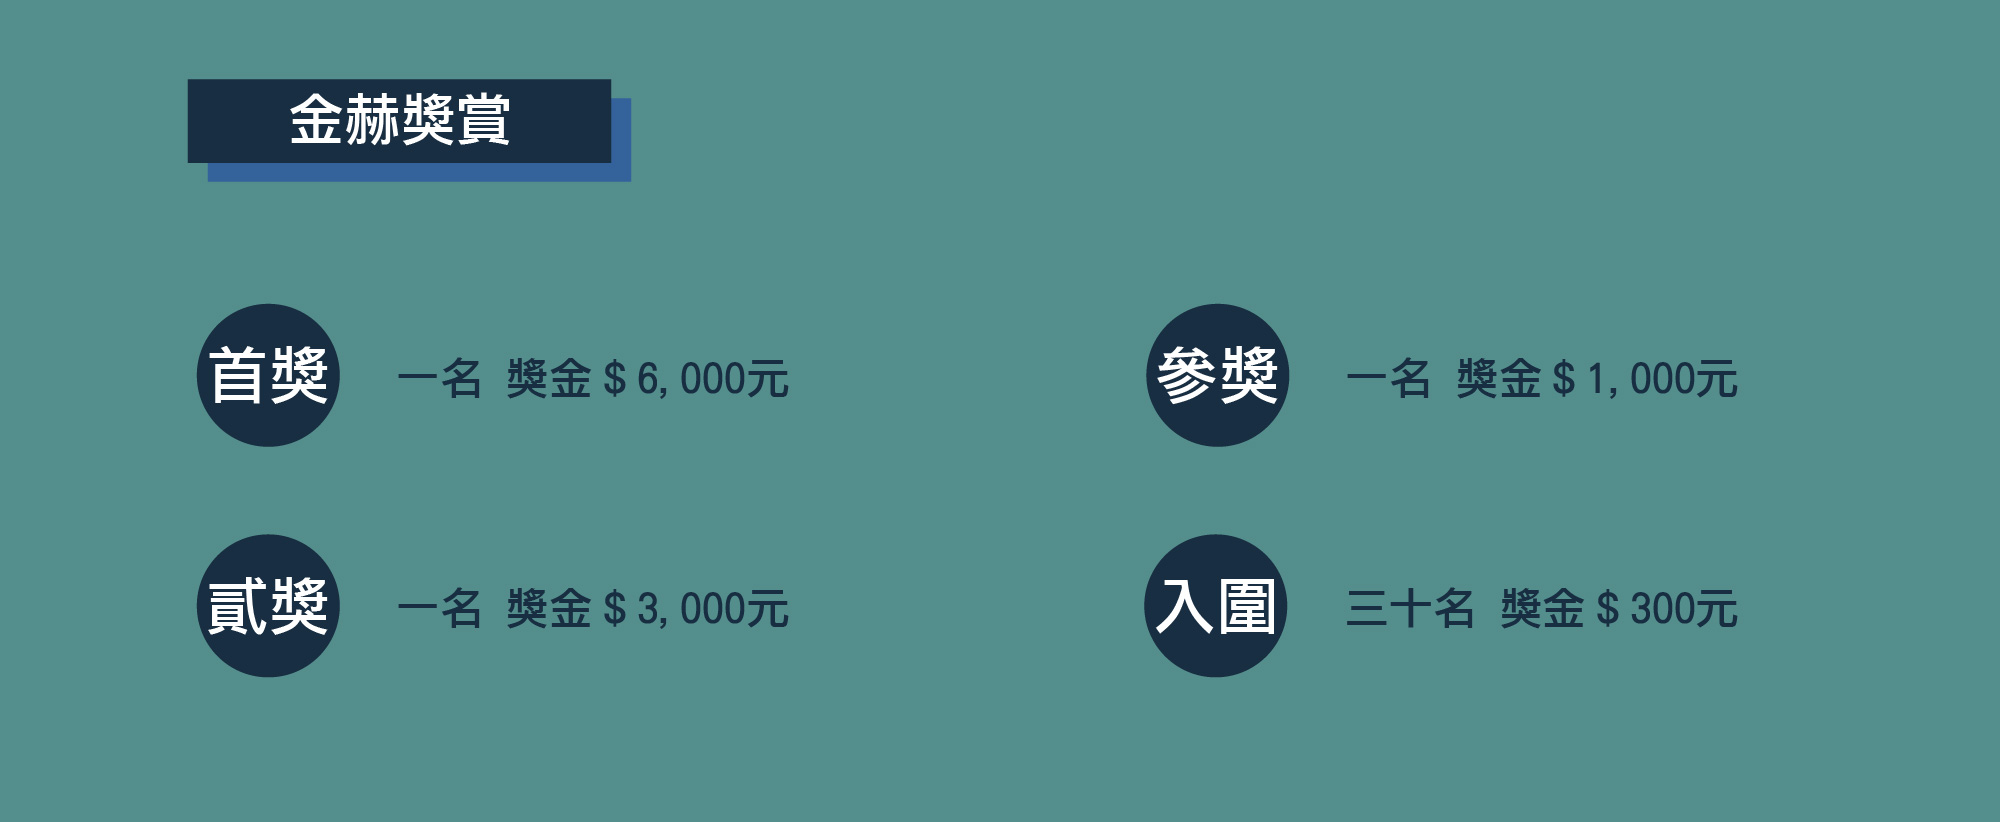 金赫獎賞
首獎 一名 獎金 $ 6, 000元
貳獎 一名 獎金 $ 3, 000元
參獎 一名 獎金 $ 1, 000元
入圍 三十名 獎金 $ 300元